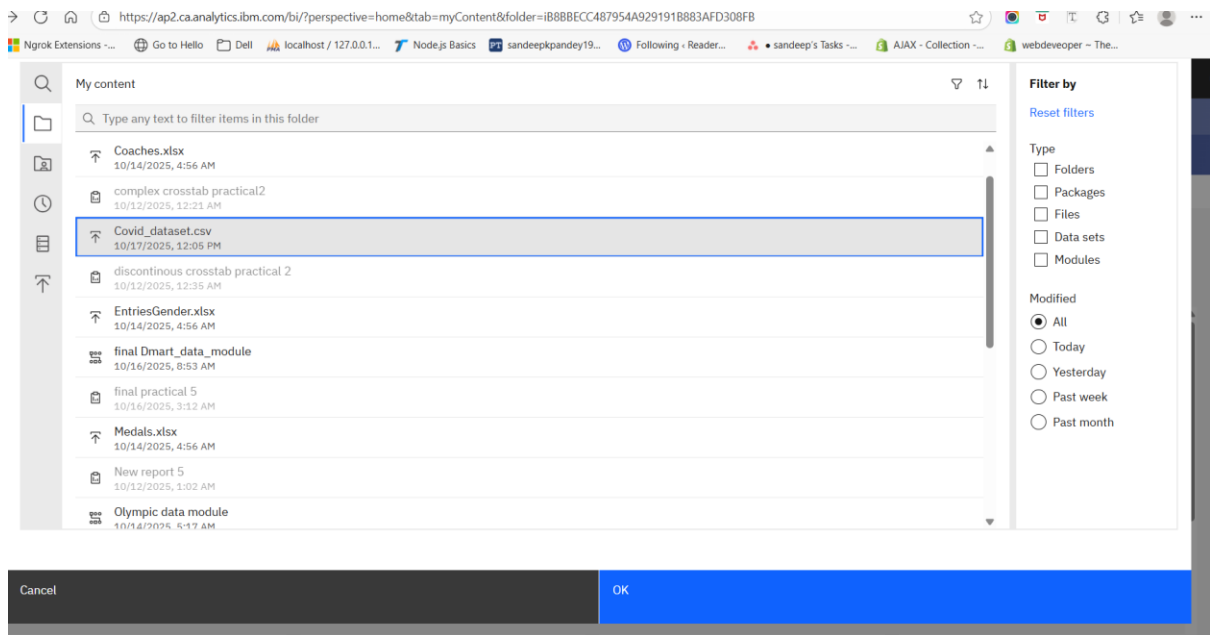 https://ap2.ca.analytics.ibm.com/bi/?perspective=home&tab=myContent&folder=iB8BBECC487954A929191B883AFD308FB
Ngrok Extensions -... Go to Hello Dell localhost / 127.0.0.1... Node.js Basics PT sandeepkpandey19... Following ‹ Reader... ● sandeep's Tasks -... AJAX - Collection -... webdeveoper ~ The...
My content
Type any text to filter items in this folder
Coaches.xlsx
10/14/2025, 4:56 AM
complex crosstab practical2
10/12/2025, 12:21 AM
Covid_dataset.csv
10/17/2025, 12:05 PM
discontinous crosstab practical 2
10/12/2025, 12:35 AM
EntriesGender.xlsx
10/14/2025, 4:56 AM
final Dmart_data_module
10/16/2025, 8:53 AM
final practical 5
10/16/2025, 3:12 AM
Medals.xlsx
10/14/2025, 4:56 AM
New report 5
10/12/2025, 1:02 AM
Olympic data module
10/14/2025, 5:17 AM
Filter by
Reset filters
Type
Folders
Packages
Files
Data sets
Modules
Modified
All
Today
Yesterday
Past week
Past month
Cancel
OK